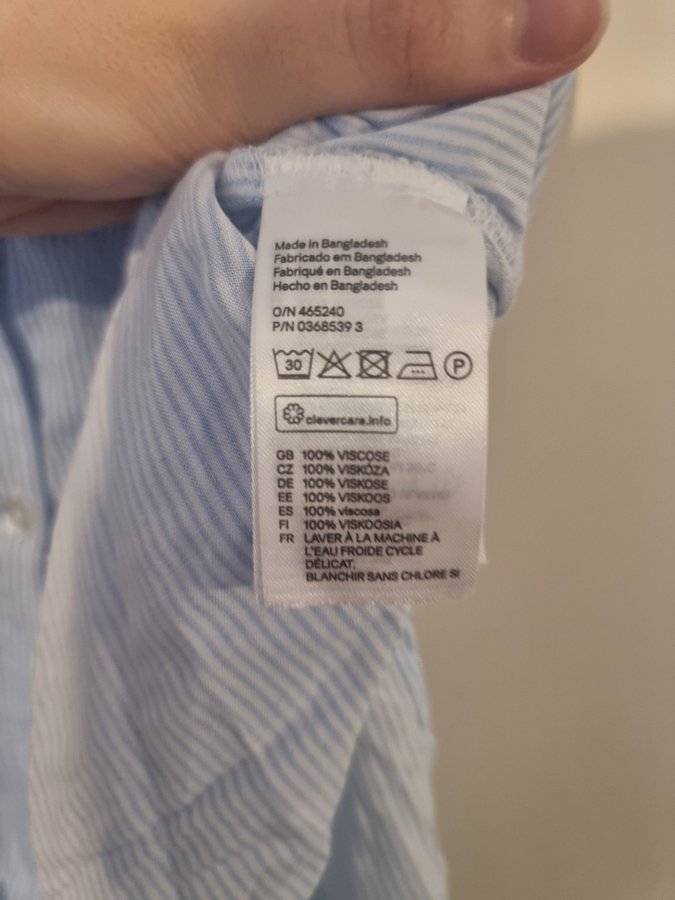 Made in Bangladesh
Fabricado em Bangladesh
Fabriqué en Bangladesh
Hecho en Bangladesh
O/N 465240
P/N 0368539 3
30 P
clevercare.info
GB 100% VISCOSE
CZ 100% VISKÓZA
DE 100% VISKOSE
EE 100% VISKOOS
ES 100% viscosa
FI 100% VISKOOSIA
FR LAVER À LA MACHINE À
L'EAU FROIDE CYCLE
DÉLICAT.
BLANCHIR SANS CHLORE SI